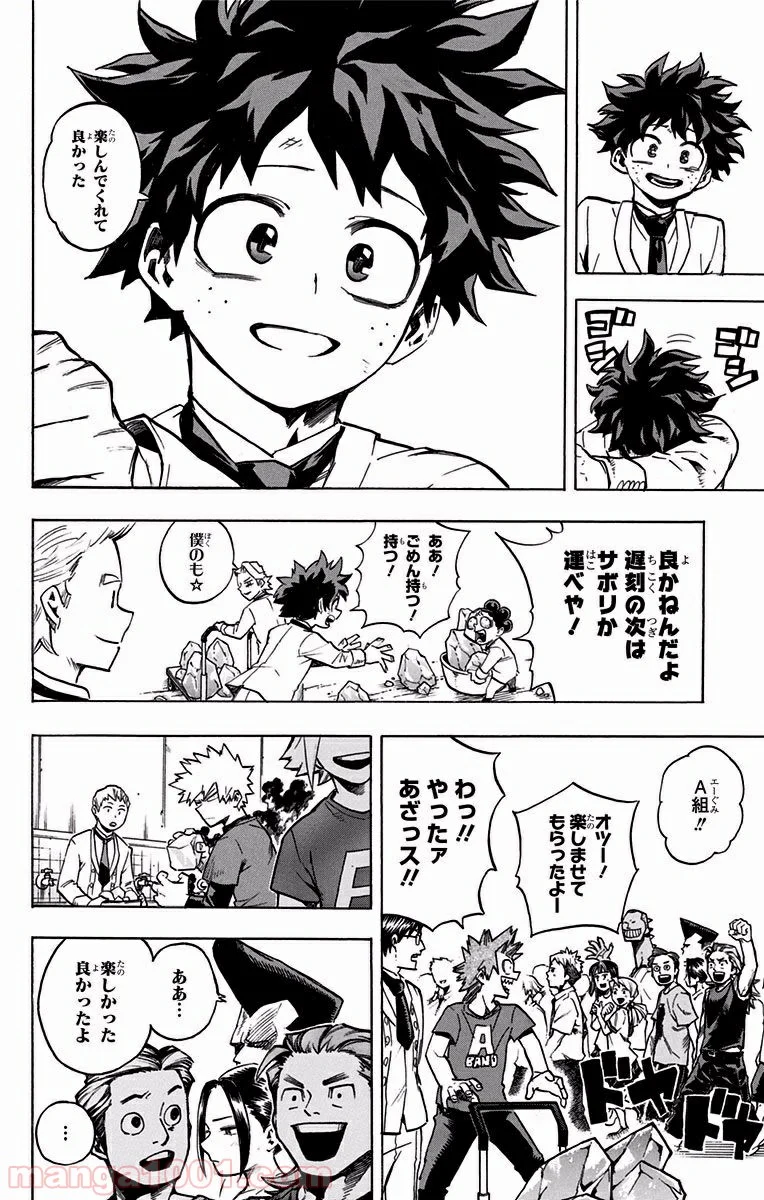 ゴシ
ゴシ
楽しんでくれて
良かった
良かねんだよ
遅刻の次は
サボリか
運べや！
ああ！
ごめん持つ！
持つ！
僕のも☆
A組!!
オツー！
楽しませて
もらったよー
わっ!!
やったァ
あざっス!!
A
BAND
ドヤ
ドヤ
ああ…
楽しかった
良かったよ
…
manga1001.com